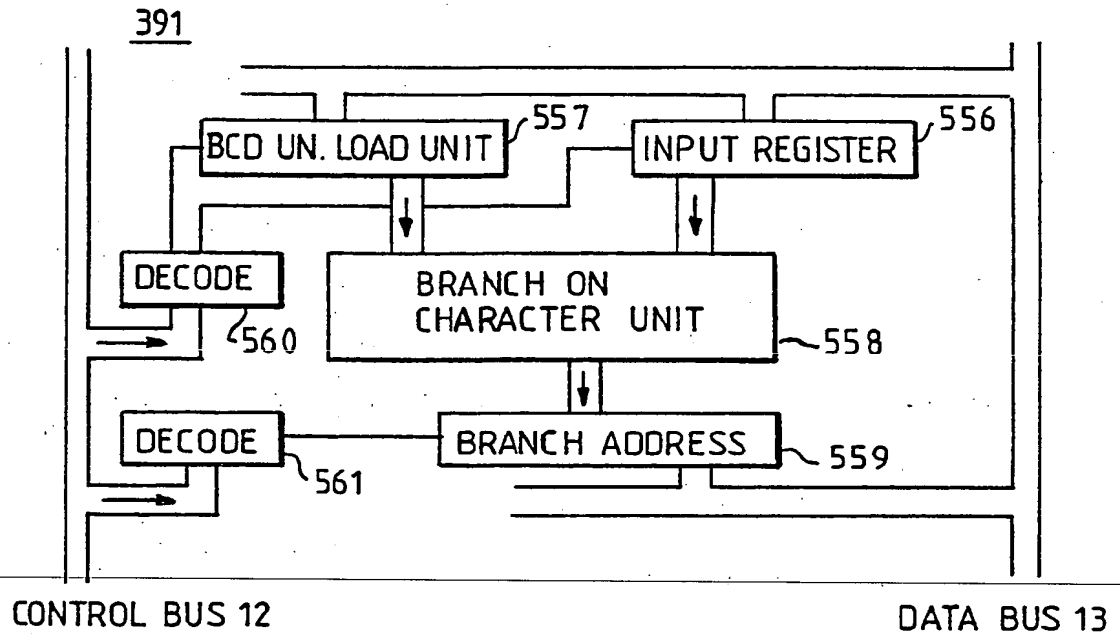 391
BCD UN. LOAD UNIT
557
INPUT REGISTER
556
DECODE
560
BRANCH ON
CHARACTER UNIT
558
DECODE
561
BRANCH ADDRESS
559
CONTROL BUS 12
DATA BUS 13